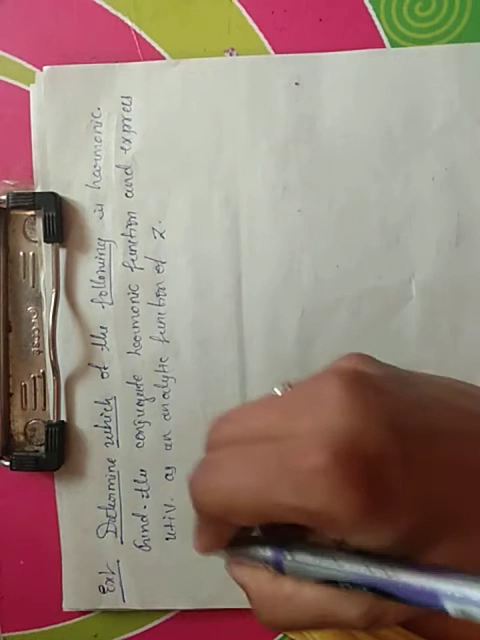 Ex1 Determine which of the following is harmonic.
find the conjugate harmonic function and express
u+iv as an analytic function of z.